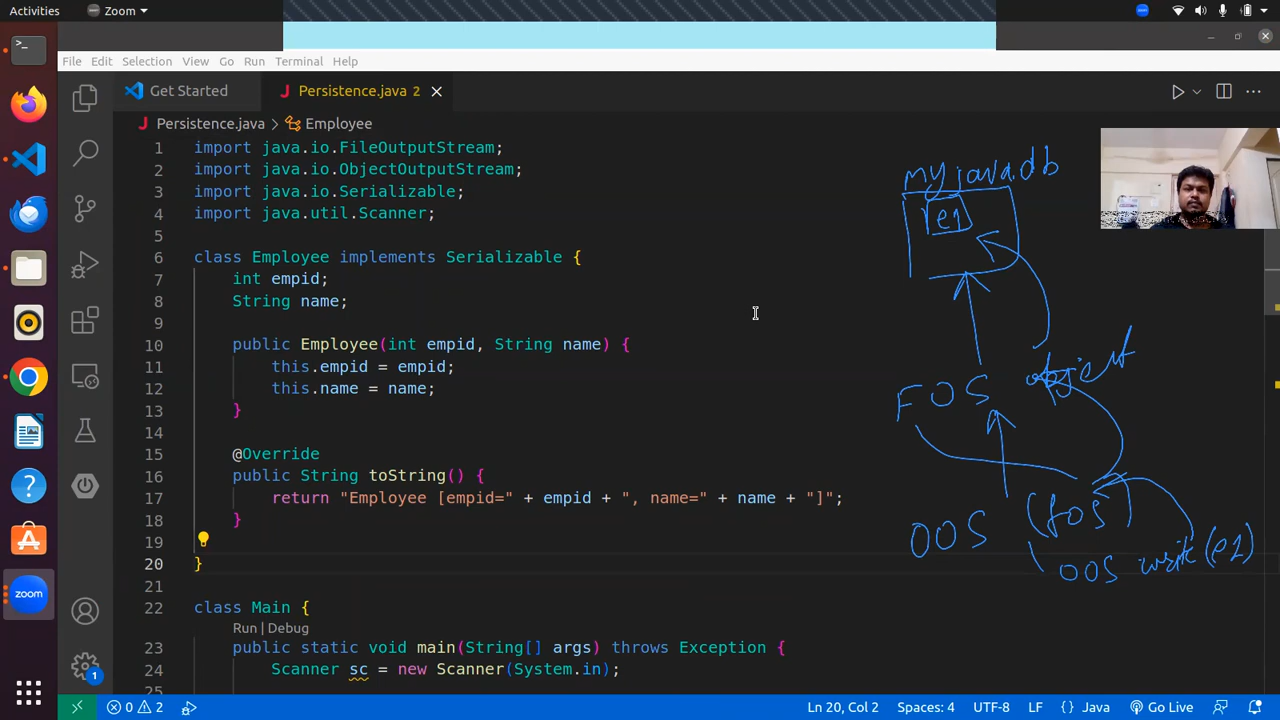 Activities
Zoom
File Edit Selection View Go Run Terminal Help
Get Started
Persistence.java 2
Persistence.java > Employee
1 import java.io.FileOutputStream;
2 import java.io.ObjectOutputStream;
3 import java.io.Serializable;
4 import java.util.Scanner;
5
6 class Employee implements Serializable {
7 int empid;
8 String name;
9
10 public Employee(int empid, String name) {
11 this.empid = empid;
12 this.name = name;
13 }
14
15 @Override
16 public String toString() {
17 return "Employee [empid=" + empid + ", name=" + name + "]";
18 }
19
20 }
21
22 class Main {
Run | Debug
23 public static void main(String[] args) throws Exception {
24 Scanner sc = new Scanner(System.in);
25
myjava.db
e1
FOS object
OOS (fos)
OOS write(e1)
zoom
1
0 2
Ln 20, Col 2
Spaces: 4
UTF-8
LF
{ } Java
Go Live